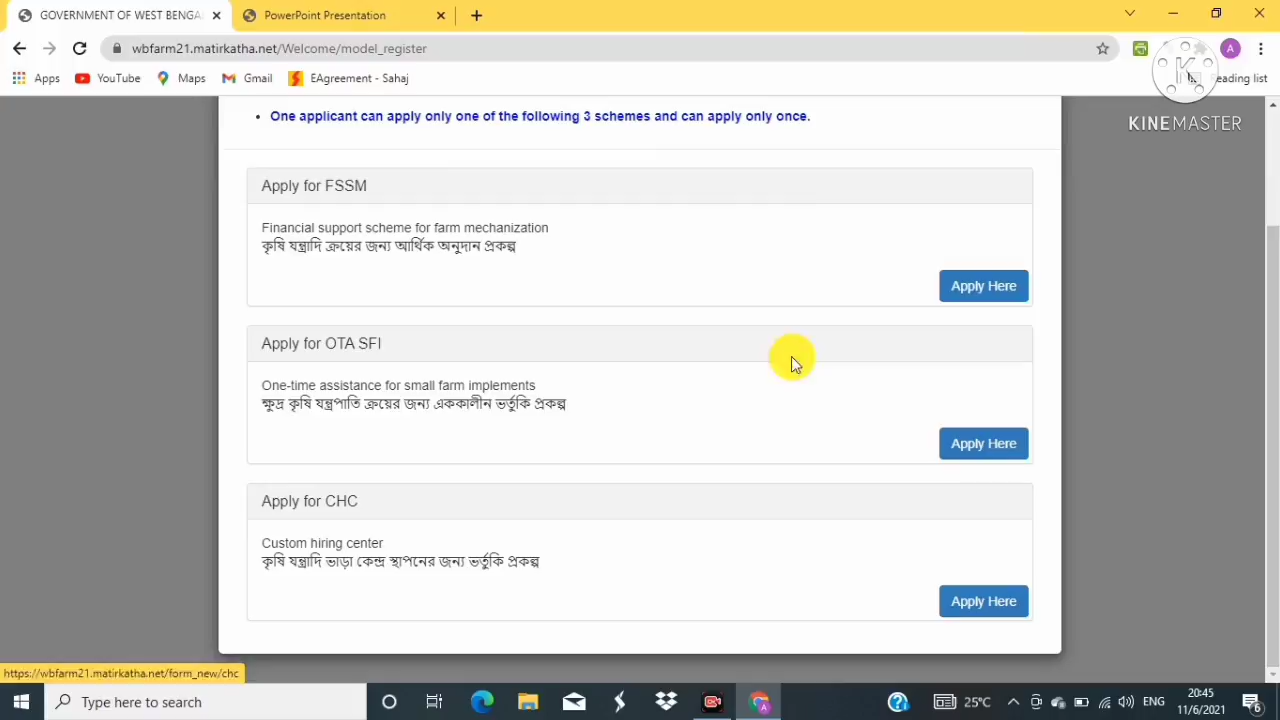 GOVERNMENT OF WEST BENGA
PowerPoint Presentation
wbfarm21.matirkatha.net/Welcome/model_register
A
Apps
YouTube
Maps
Gmail
EAgreement - Sahaj
eading list
KINEMASTER
One applicant can apply only one of the following 3 schemes and can apply only once.
Apply for FSSM
Financial support scheme for farm mechanization
কৃষি যন্ত্রাদি ক্রয়ের জন্য আর্থিক অনুদান প্রকল্প
Apply Here
Apply for OTA SFI
One-time assistance for small farm implements
ক্ষুদ্র কৃষি যন্ত্রপাতি ক্রয়ের জন্য এককালীন ভর্তুকি প্রকল্প
Apply Here
Apply for CHC
Custom hiring center
কৃষি যন্ত্রাদি ভাড়া কেন্দ্র স্থাপনের জন্য ভর্তুকি প্রকল্প
Apply Here
https://wbfarm21.matirkatha.net/form_new/chc
Type here to search
A
25°C
ENG
20:45
11/6/2021
6